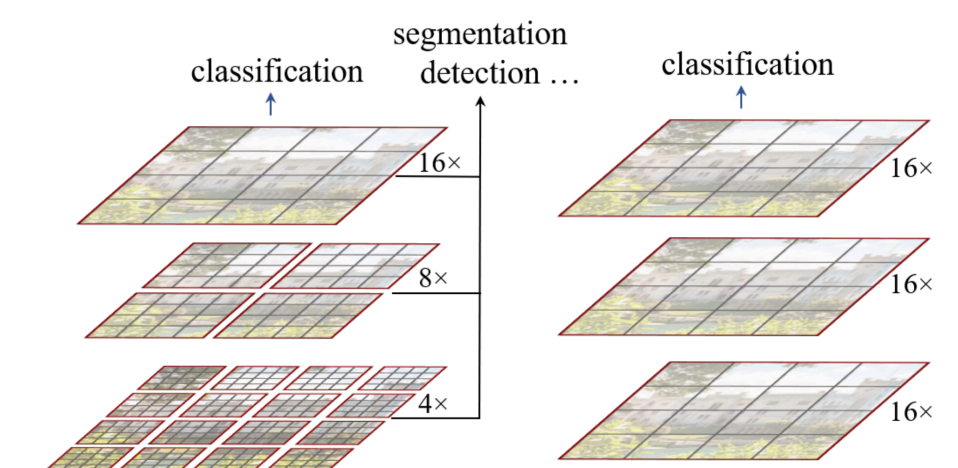 segmentation
detection …
classification
classification
16×
8×
4×
16×
16×
16×